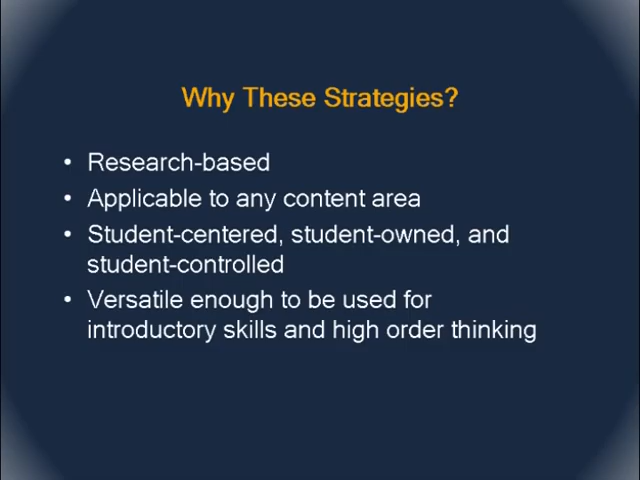 Why These Strategies?
• Research-based
• Applicable to any content area
• Student-centered, student-owned, and
student-controlled
• Versatile enough to be used for
introductory skills and high order thinking